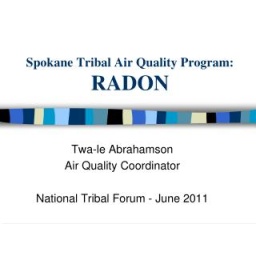 Spokane Tribal Air Quality Program:
RADON
Twa-le Abrahamson
Air Quality Coordinator
National Tribal Forum - June 2011